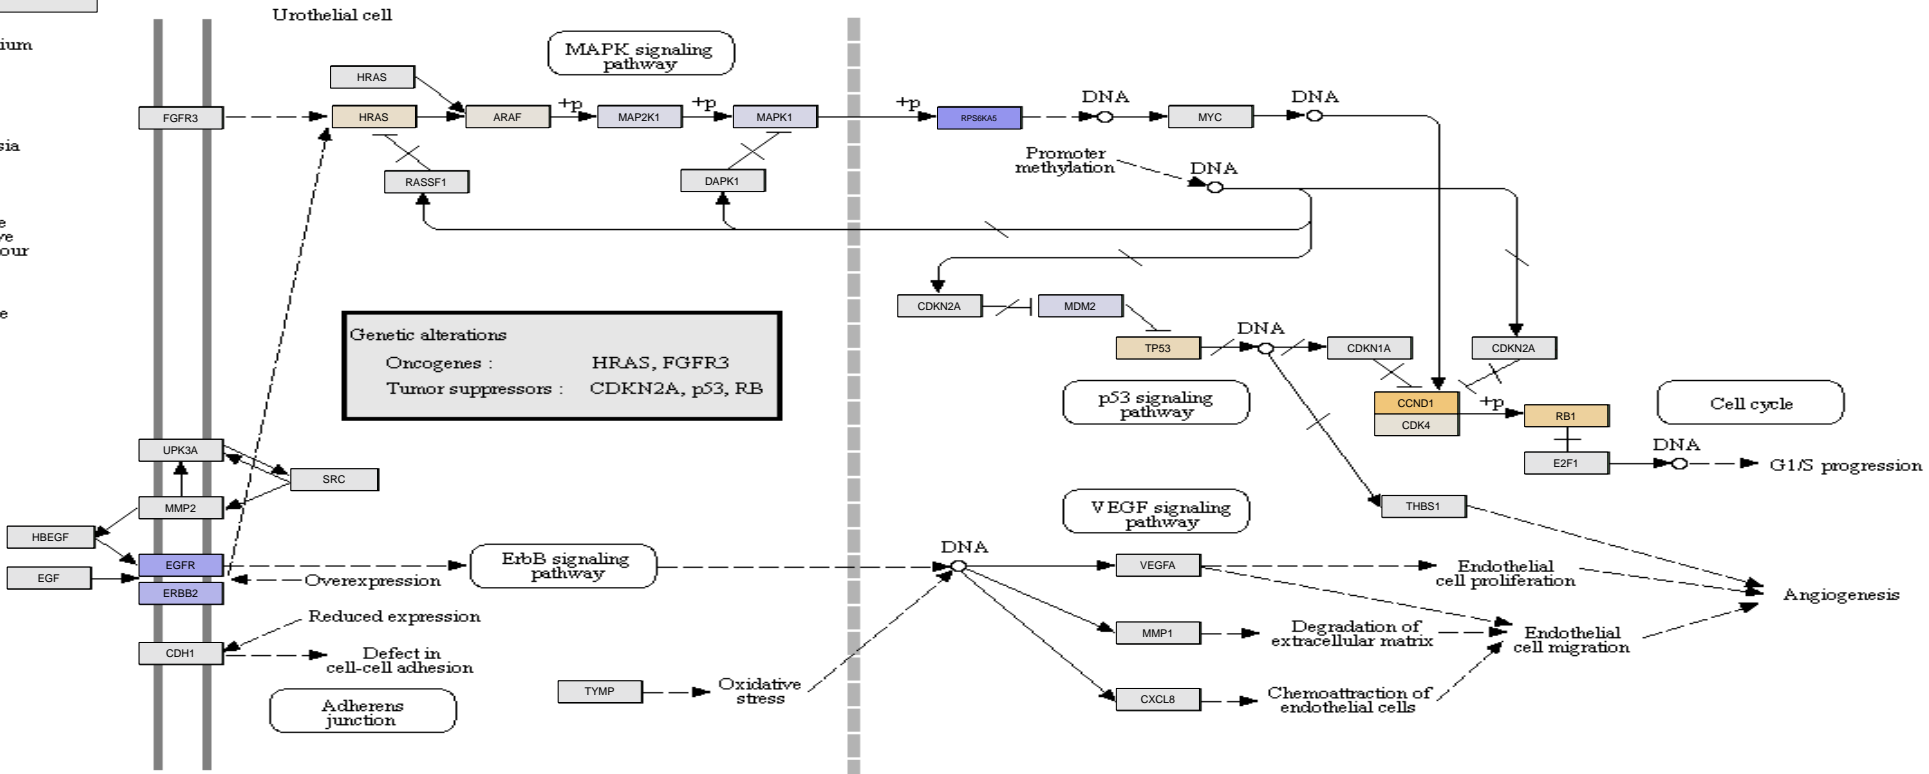 Urothelial cell
ium
sia
e
ve
our
e
MAPK signaling
pathway
HRAS
FGFR3
HRAS
ARAF
+p
MAP2K1
+p
MAPK1
+p
RPS6KA5
DNA
MYC
DNA
RASSF1
DAPK1
Promoter
methylation
DNA
CDKN2A
MDM2
TP53
DNA
CDKN1A
CDKN2A
Genetic alterations
Oncogenes : HRAS, FGFR3
Tumor suppressors : CDKN2A, p53, RB
p53 signaling
pathway
CCND1
CDK4
+p
RB1
Cell cycle
E2F1
DNA
G1/S progression
UPK3A
SRC
MMP2
HBEGF
EGFR
EGF
ERBB2
CDH1
Overexpression
Reduced expression
Defect in
cell-cell adhesion
Adherens
junction
ErbB signaling
pathway
TYMP
Oxidative
stress
VEGF signaling
pathway
THBS1
DNA
VEGFA
MMP1
CXCL8
Endothelial
cell proliferation
Degradation of
extracellular matrix
Chemoattraction of
endothelial cells
Endothelial
cell migration
Angiogenesis